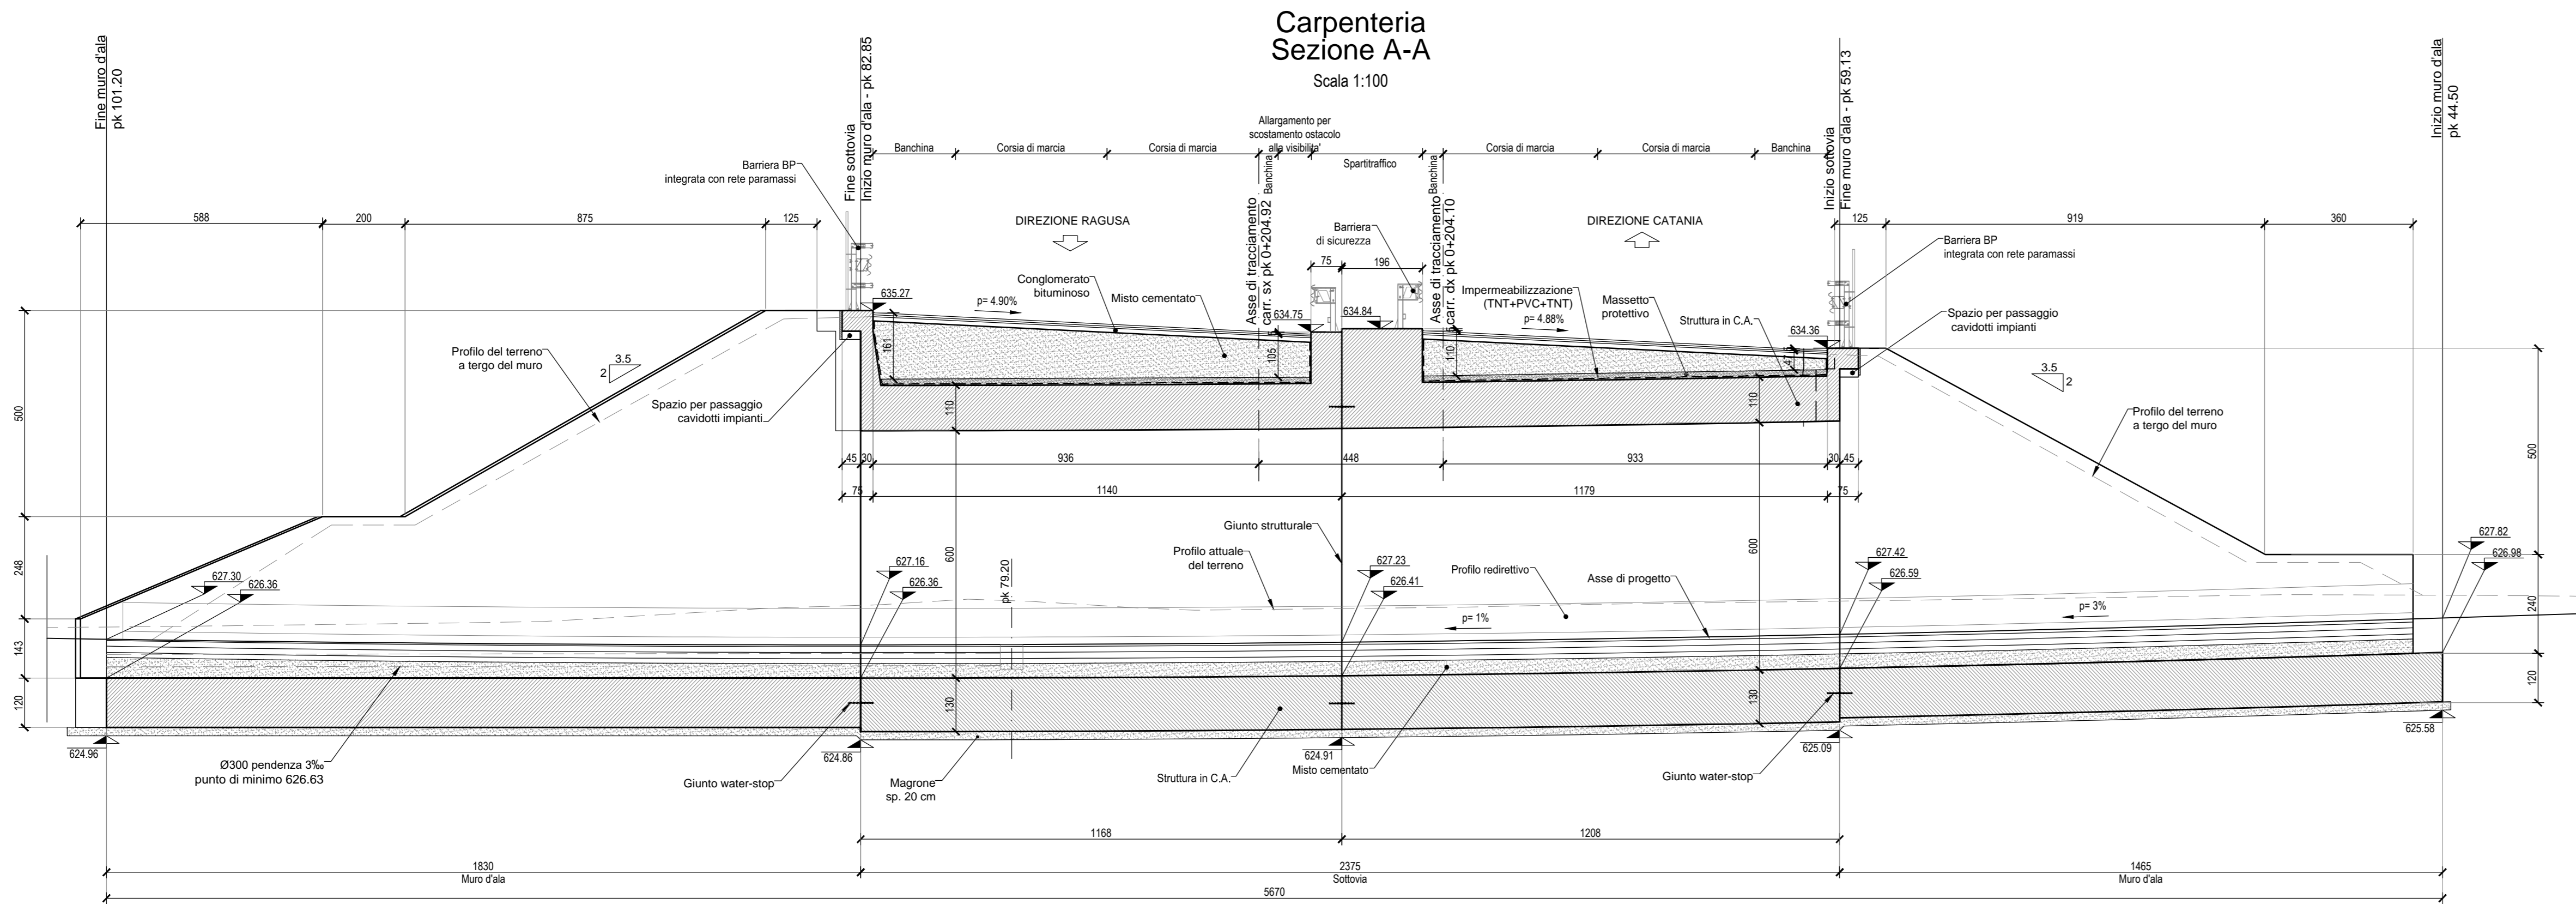 Carpenteria
Sezione A-A
Scala 1:100
Fine muro d'ala
pk 101.20
Fine sottovia
Inizio muro d'ala - pk 82.85
Inizio sottovia
Fine muro d'ala - pk 59.13
Inizio muro d'ala
pk 44.50
Allargamento per
scostamento ostacolo
alla visibilita'
Banchina
Corsia di marcia
Corsia di marcia
Banchina
Spartitraffico
Banchina
Corsia di marcia
Corsia di marcia
Banchina
Barriera BP
integrata con rete paramassi
588
200
875
125
DIREZIONE RAGUSA
Asse di tracciamento
carr. sx pk 0+204.92
Barriera
di sicurezza
Asse di tracciamento
carr. dx pk 0+204.10
DIREZIONE CATANIA
125
919
360
Barriera BP
integrata con rete paramassi
75
196
Conglomerato
bituminoso
Misto cementato
Impermeabilizzazione
(TNT+PVC+TNT)
Massetto
protettivo
Struttura in C.A.
635.27
p= 4.90%
634.75
634.84
p= 4.88%
634.36
Spazio per passaggio
cavidotti impianti
Profilo del terreno
a tergo del muro
3.5
2
161
105
5
110
5
47
5
3.5
2
Spazio per passaggio
cavidotti impianti
110
110
Profilo del terreno
a tergo del muro
500
500
45
30
936
448
933
30
45
75
1140
1179
75
Giunto strutturale
Profilo attuale
del terreno
600
600
Profilo redirettivo
Asse di progetto
248
627.30
626.36
627.16
626.36
pk 79.20
627.23
626.41
627.42
626.59
627.82
626.98
p= 1%
p= 3%
240
143
120
130
130
120
624.96
624.86
624.91
625.09
625.58
Ø300 pendenza 3‰
punto di minimo 626.63
Giunto water-stop
Magrone
sp. 20 cm
Struttura in C.A.
Misto cementato
Giunto water-stop
1168
1208
1830
2375
1465
Muro d'ala
Sottovia
Muro d'ala
5670